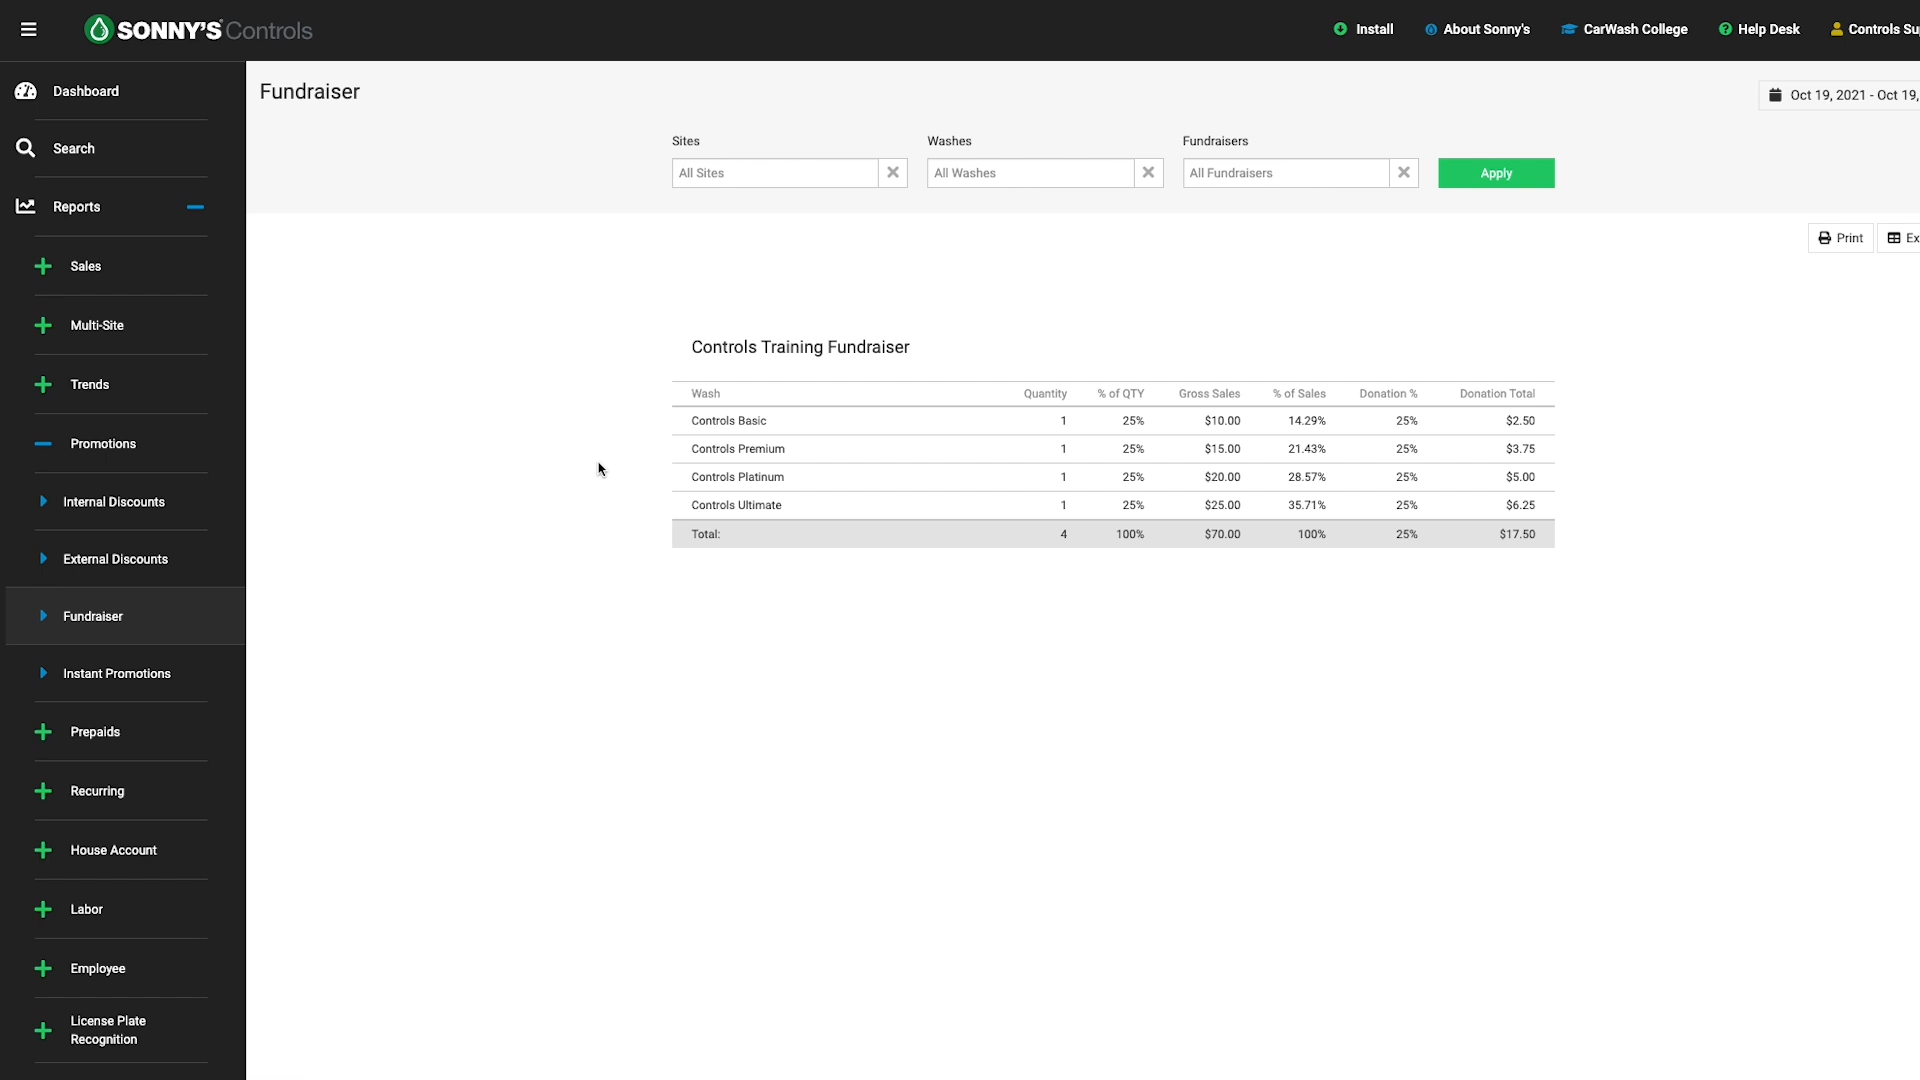 SONNY'S Controls
Install
About Sonny's
CarWash College
Help Desk
Controls Su
Dashboard
Search
Reports
Sales
Multi-Site
Trends
Promotions
Internal Discounts
External Discounts
Fundraiser
Instant Promotions
Prepaids
Recurring
House Account
Labor
Employee
License Plate
Recognition
Fundraiser
Oct 19, 2021 - Oct 19,
Sites Washes Fundraisers
All Sites All Washes All Fundraisers Apply
Print Ex
Controls Training Fundraiser
Wash Quantity % of QTY Gross Sales % of Sales Donation % Donation Total
Controls Basic 1 25% $10.00 14.29% 25% $2.50
Controls Premium 1 25% $15.00 21.43% 25% $3.75
Controls Platinum 1 25% $20.00 28.57% 25% $5.00
Controls Ultimate 1 25% $25.00 35.71% 25% $6.25
Total: 4 100% $70.00 100% 25% $17.50